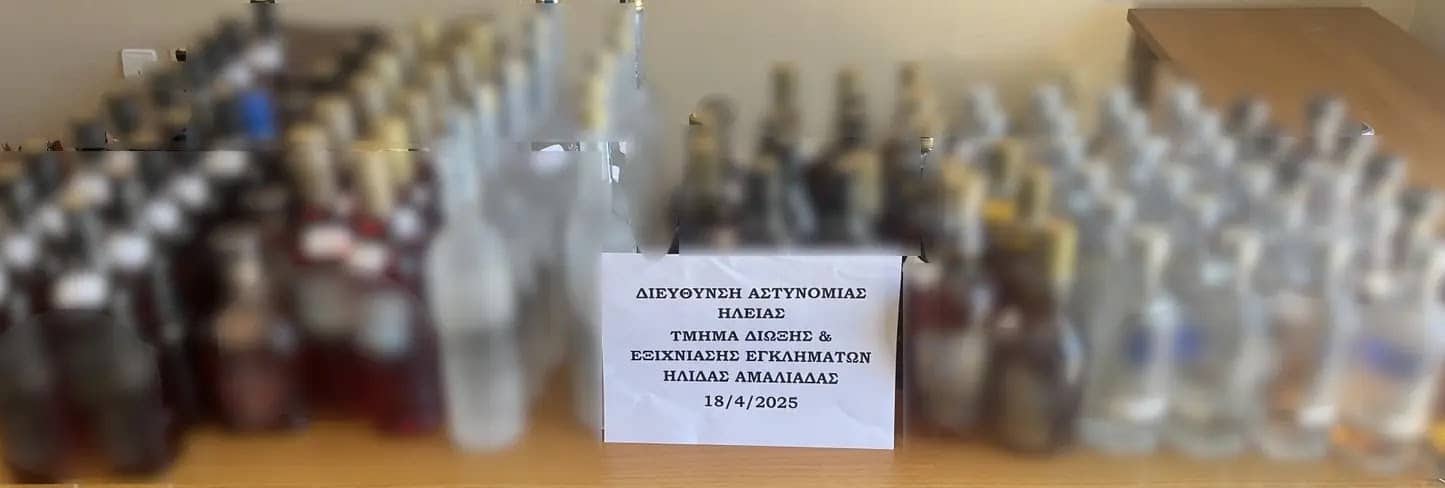 ΔΙΕΥΘΥΝΣΗ ΑΣΤΥΝΟΜΙΑΣ
ΗΛΕΙΑΣ
ΤΜΗΜΑ ΔΙΩΞΗΣ &
ΕΞΙΧΝΙΑΣΗΣ ΕΓΚΛΗΜΑΤΩΝ
ΗΛΙΔΑΣ ΑΜΑΛΙΑΔΑΣ
18/4/2025